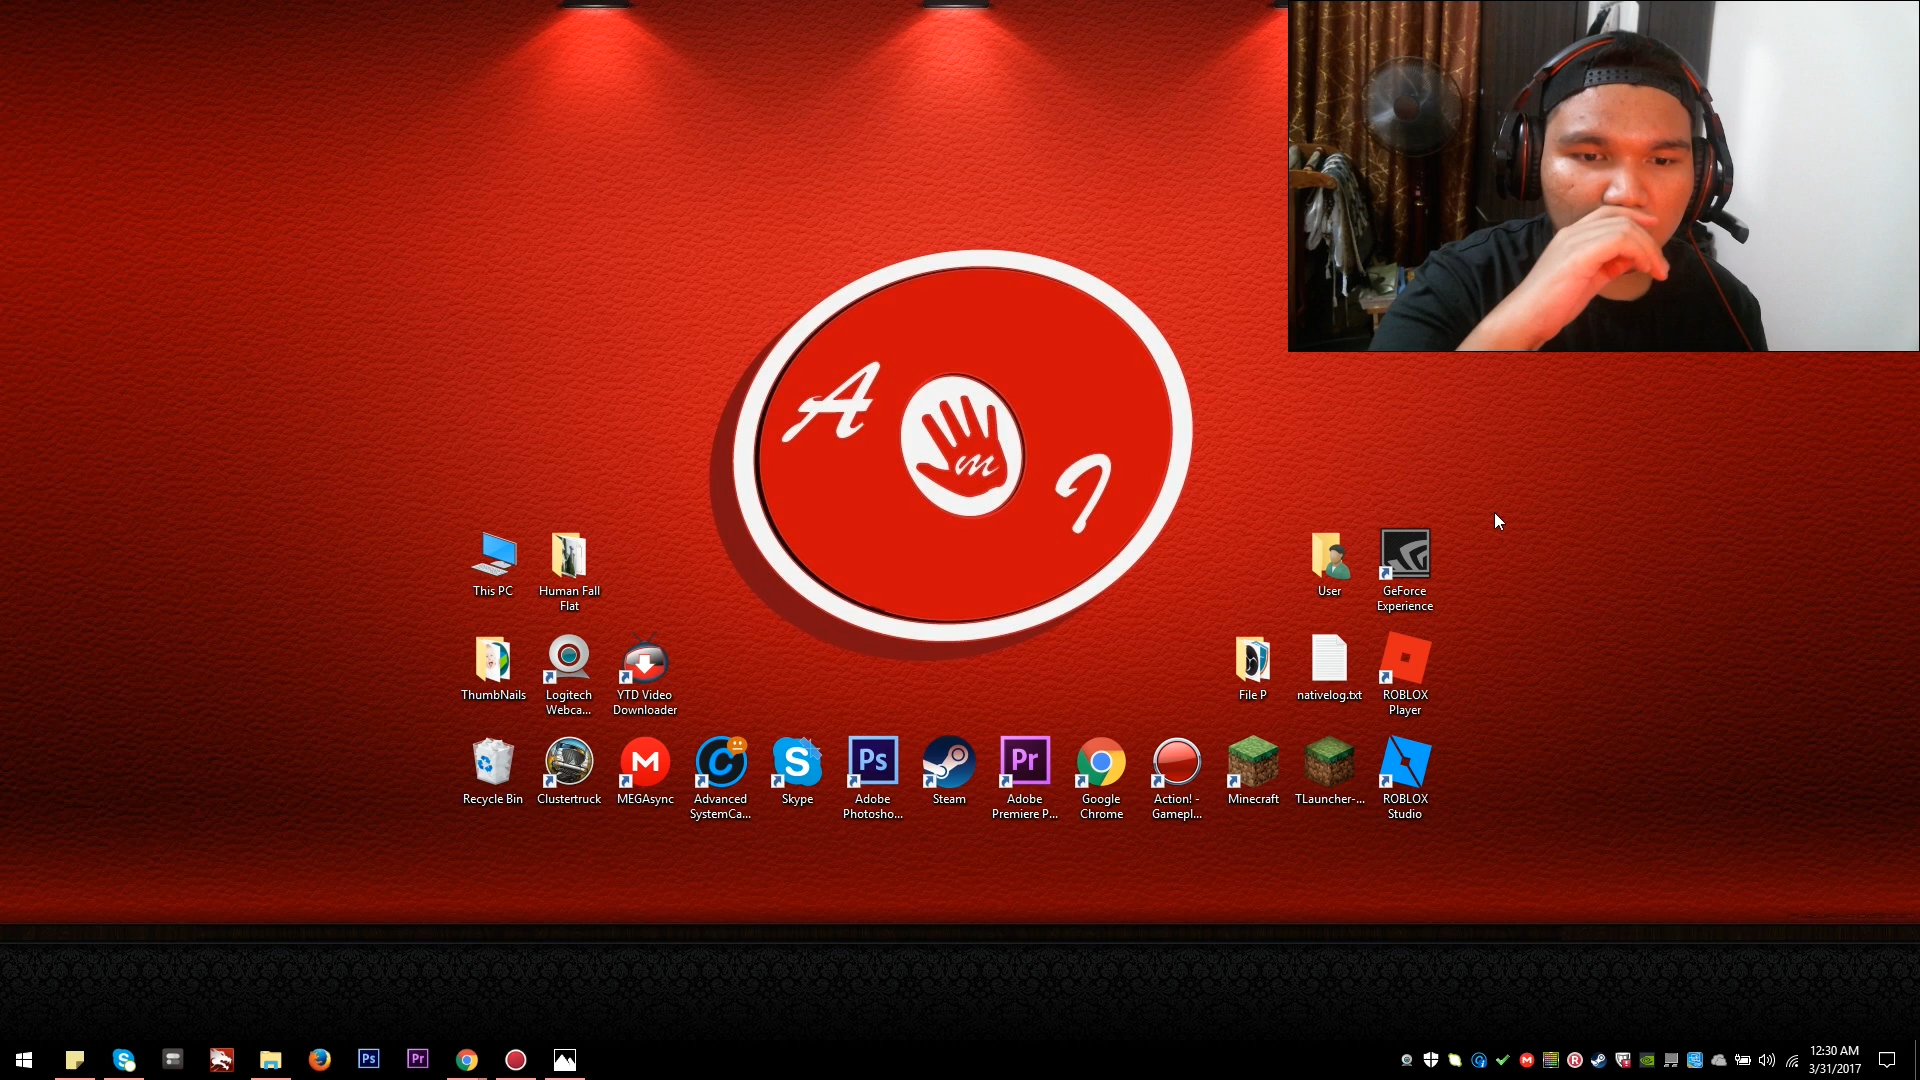 A
m
J
This PC
Human Fall
Flat
User
GeForce
Experience
ThumbNails
Logitech
Webca...
YTD Video
Downloader
File P
nativelog.txt
ROBLOX
Player
M
C
S
Ps
Pr
Recycle Bin
Clustertruck
MEGAsync
Advanced
SystemCa...
Skype
Adobe
Photosho...
Steam
Adobe
Premiere P...
Google
Chrome
Action! -
Gamepl...
Minecraft
TLauncher-...
ROBLOX
Studio
Ps
Pr
12:30 AM
3/31/2017